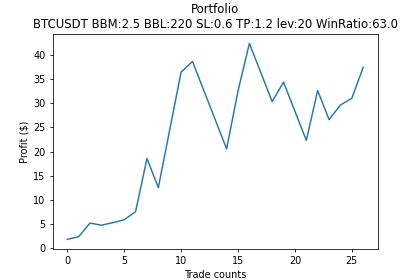 Portfolio
BTCUSDT BBM:2.5 BBL:220 SL:0.6 TP:1.2 lev:20 WinRatio:63.0
40
35
30
25
20
15
10
5
0
Profit ($)
0 5 10 15 20 25
Trade counts